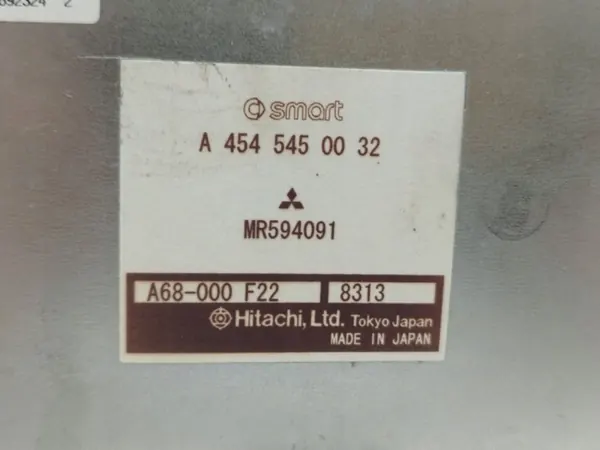 smart
A 454 545 00 32
MR594091
A68-000 F22 8313
Hitachi, Ltd. Tokyo Japan
MADE IN JAPAN